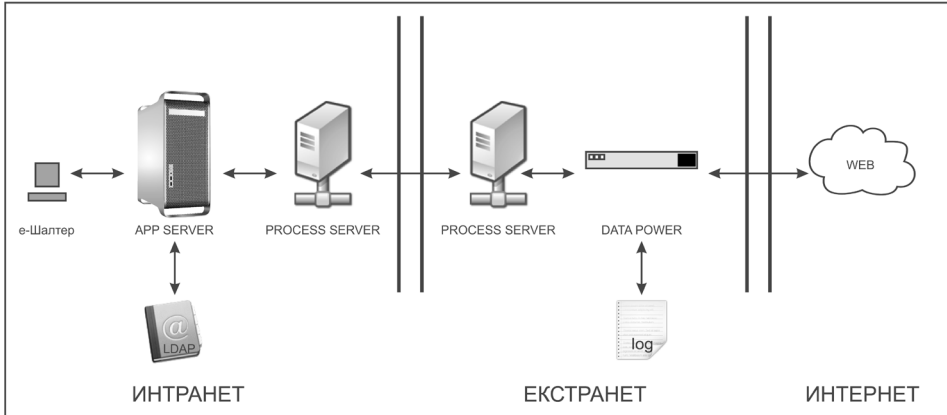 WEB
е-Шалтер
APP SERVER
PROCESS SERVER
PROCESS SERVER
DATA POWER
@
LDAP
log
ИНТРАНЕТ
ЕКСТРАНЕТ
ИНТЕРНЕТ